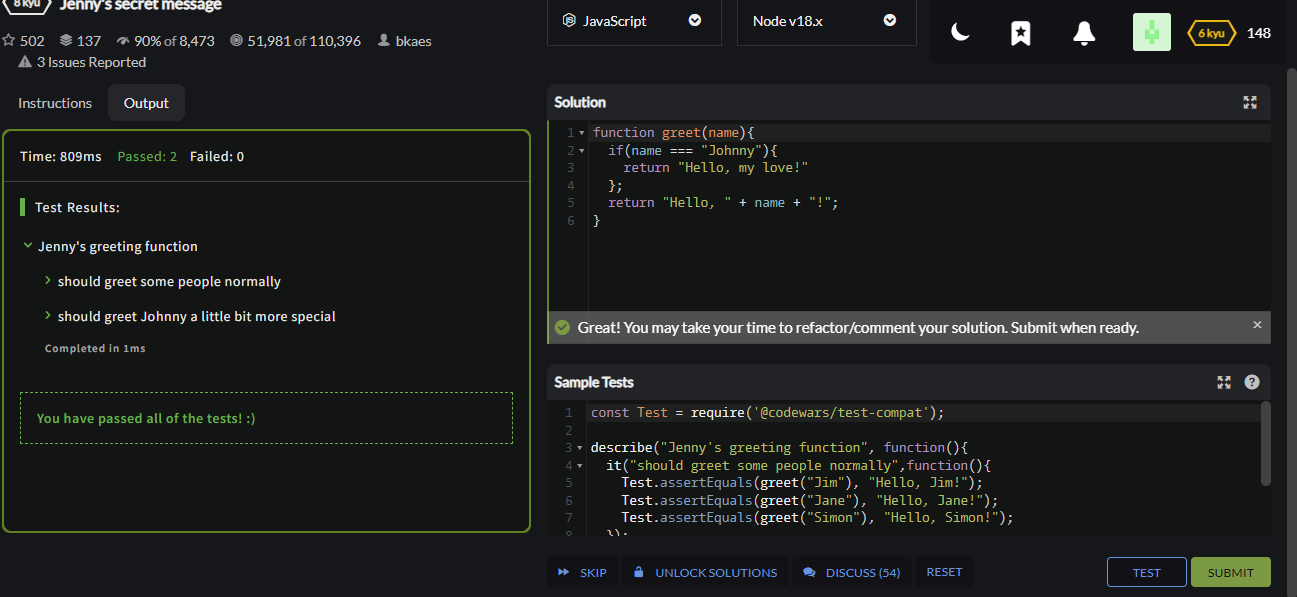 8 kyu Jenny's secret message
502 137 90% of 8,473 51,981 of 110,396 bkaes
3 Issues Reported
JavaScript
Node v18.x
6 kyu 148
Instructions Output
Time: 809ms Passed: 2 Failed: 0
Test Results:
Jenny's greeting function
should greet some people normally
should greet Johnny a little bit more special
Completed in 1ms
You have passed all of the tests! :)
Solution
1 function greet(name){
2 if(name === "Johnny"){
3 return "Hello, my love!"
4 };
5 return "Hello, " + name + "!";
6 }
Great! You may take your time to refactor/comment your solution. Submit when ready.
Sample Tests
1 const Test = require('@codewars/test-compat');
2
3 describe("Jenny's greeting function", function(){
4 it("should greet some people normally",function(){
5 Test.assertEquals(greet("Jim"), "Hello, Jim!");
6 Test.assertEquals(greet("Jane"), "Hello, Jane!");
7 Test.assertEquals(greet("Simon"), "Hello, Simon!");
8 });
SKIP UNLOCK SOLUTIONS DISCUSS (54) RESET TEST SUBMIT